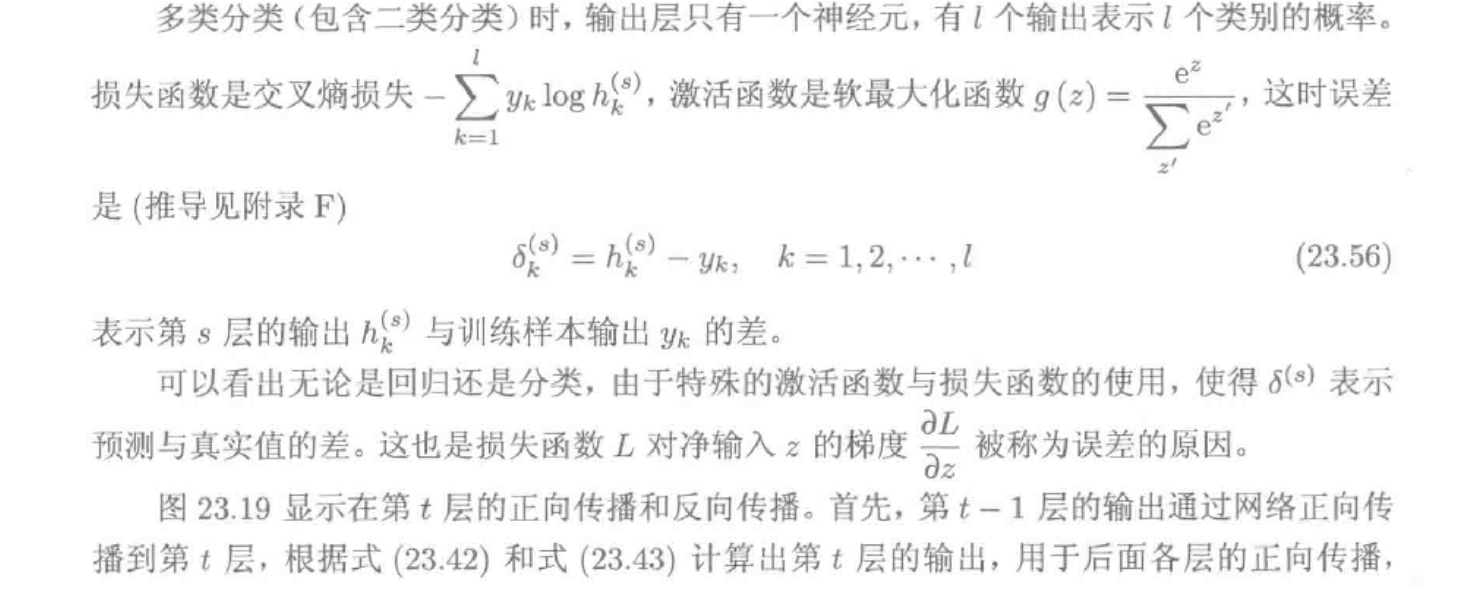 多类分类(包含二类分类)时,输出层只有一个神经元,有 l 个输出表示 l 个类别的概率。
损失函数是交叉熵损失 $-\sum_{k=1}^{l} y_k \log h_k^{(s)}$,激活函数是软最大化函数 $g(z) = \frac{\mathrm{e}^{z}}{\sum_{z'} \mathrm{e}^{z'}}$,这时误差
是 (推导见附录 F)
$\delta_k^{(s)} = h_k^{(s)} - y_k, \quad k = 1, 2, \cdots, l$ (23.56)
表示第 s 层的输出 $h_k^{(s)}$ 与训练样本输出 $y_k$ 的差。
可以看出无论是回归还是分类,由于特殊的激活函数与损失函数的使用,使得 $\delta^{(s)}$ 表示
预测与真实值的差。这也是损失函数 L 对净输入 z 的梯度 $\frac{\partial L}{\partial z}$ 被称为误差的原因。
图 23.19 显示在第 t 层的正向传播和反向传播。首先,第 t − 1 层的输出通过网络正向传
播到第 t 层,根据式 (23.42) 和式 (23.43) 计算出第 t 层的输出,用于后面各层的正向传播,